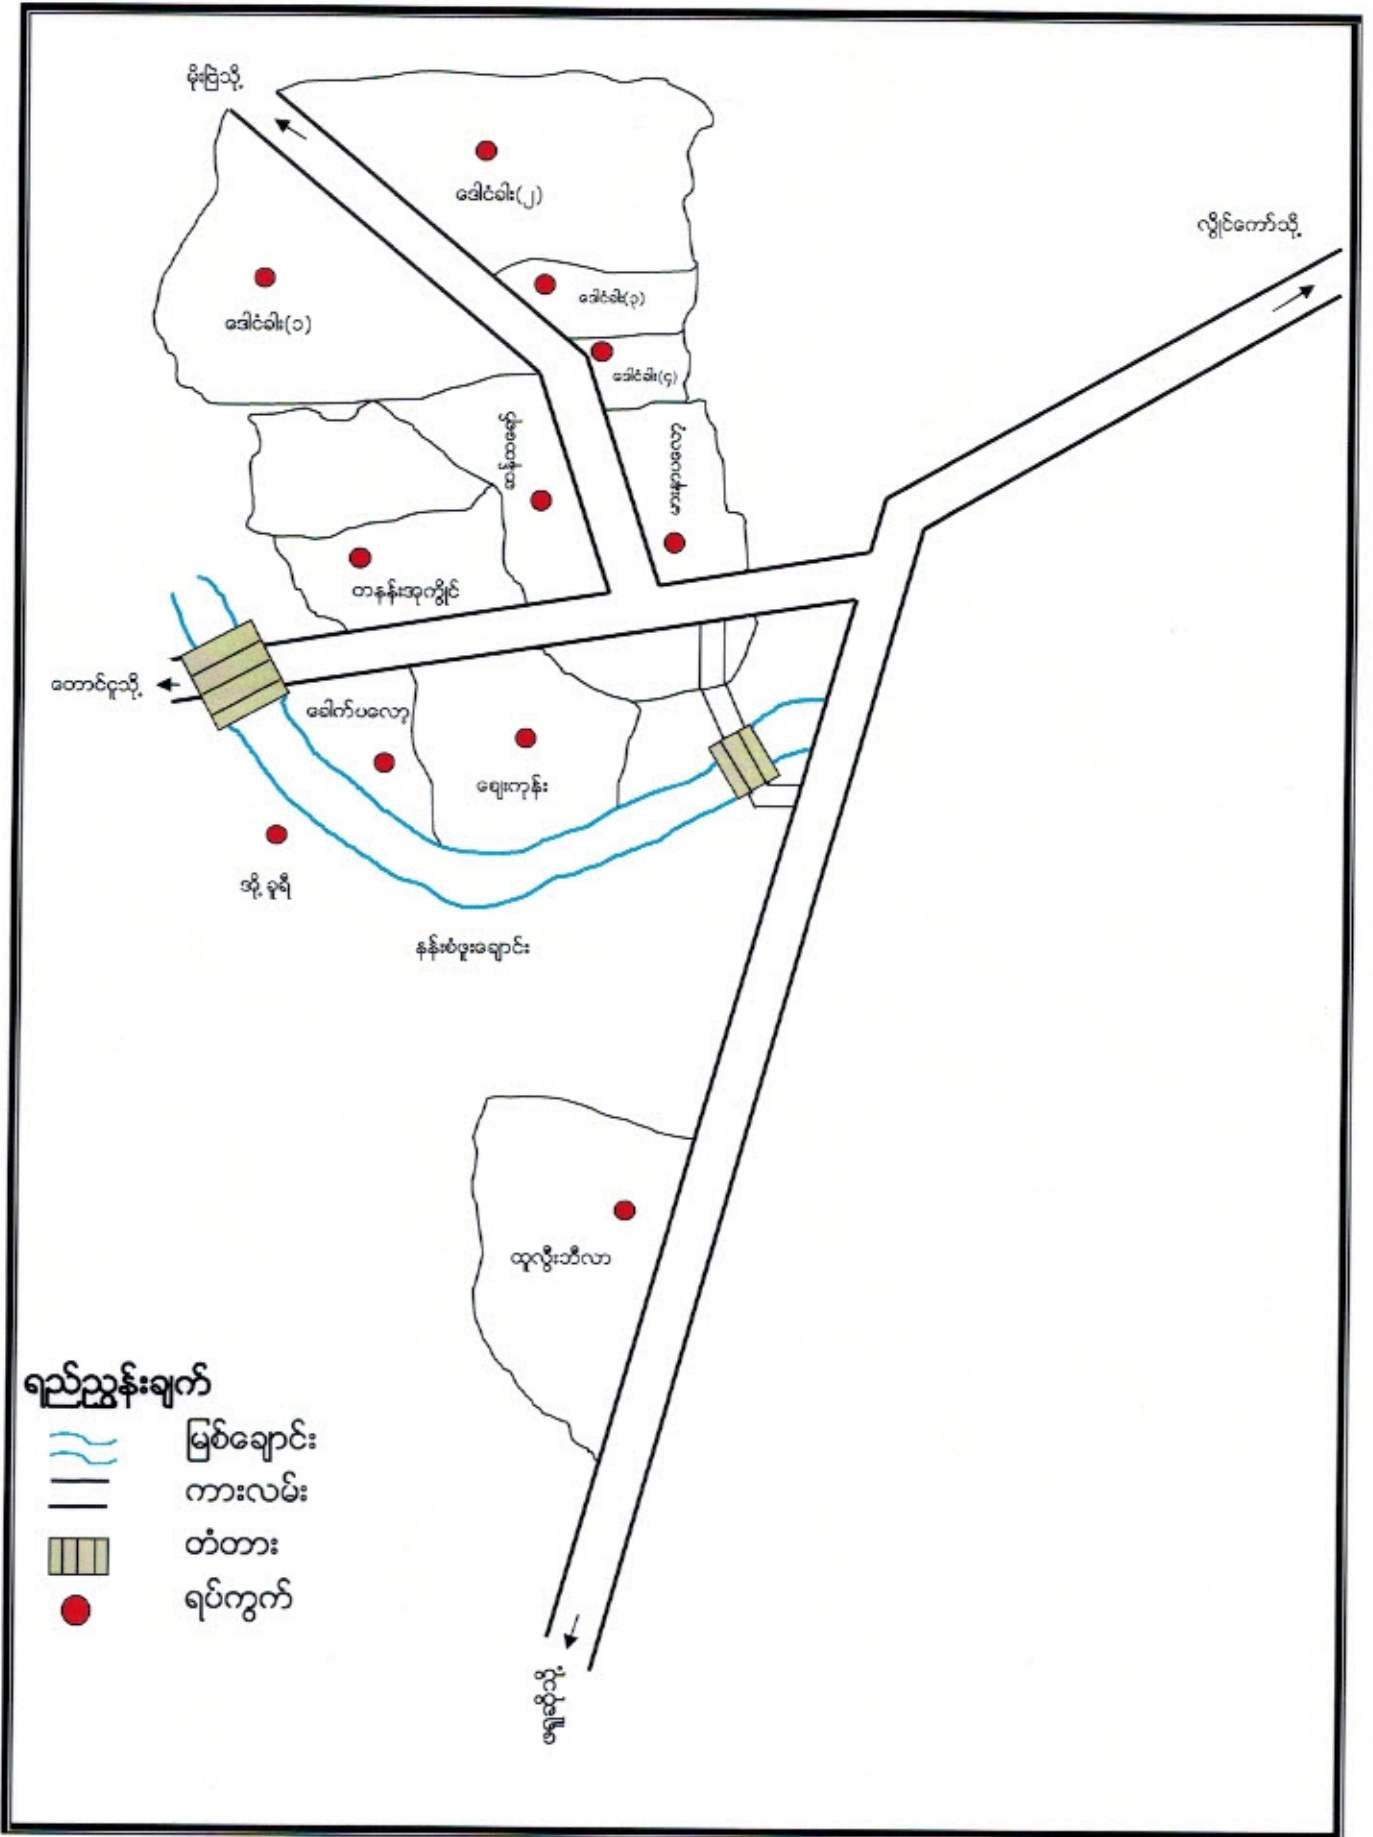 မိုးဗြဲသို့
ဒေါငံခါး(၂)
လွိုင်ကော်သို့
ဒေါငံခါး(၃)
ဒေါငံခါး(၁)
ဒေါငံခါး(၄)
တနန်းအုကွိုင်
တောင်ငူသို့
ခေါက်ပလော့
ဈေးကုန်း
အို့ခူရီ
နန်းစံဖူးချောင်း
ထူလွီးဘီလာ
ရည်ညွှန်းချက်
မြစ်ချောင်း
ကားလမ်း
တံတား
ရပ်ကွက်